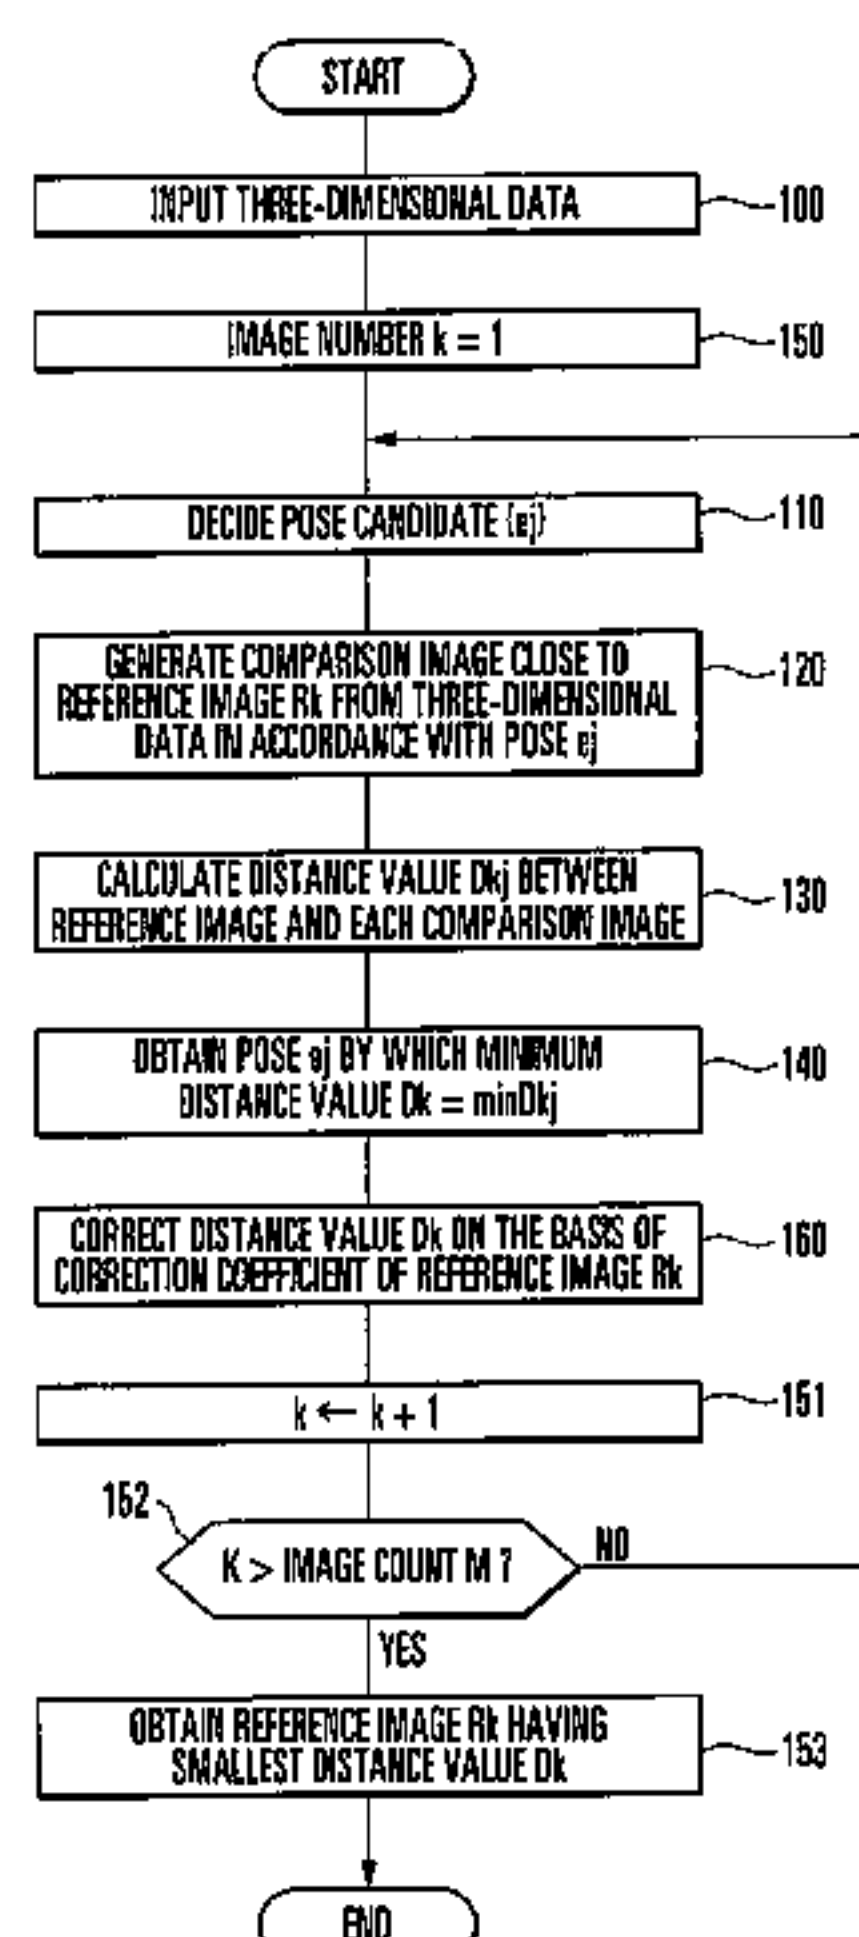 START
INPUT THREE-DIMENSIONAL DATA
100
IMAGE NUMBER k = 1
150
DECIDE POSE CANDIDATE {ej}
110
GENERATE COMPARISON IMAGE CLOSE TO
REFERENCE IMAGE Rk FROM THREE-DIMENSIONAL
DATA IN ACCORDANCE WITH POSE ej
120
CALCULATE DISTANCE VALUE Dkj BETWEEN
REFERENCE IMAGE AND EACH COMPARISON IMAGE
130
OBTAIN POSE ej BY WHICH MINIMUM
DISTANCE VALUE Dk = minDkj
140
CORRECT DISTANCE VALUE Dk ON THE BASIS OF
CORRECTION COEFFICIENT OF REFERENCE IMAGE Rk
160
k ← k + 1
151
152
K > IMAGE COUNT M ?
NO
YES
OBTAIN REFERENCE IMAGE Rk HAVING
SMALLEST DISTANCE VALUE Dk
153
END